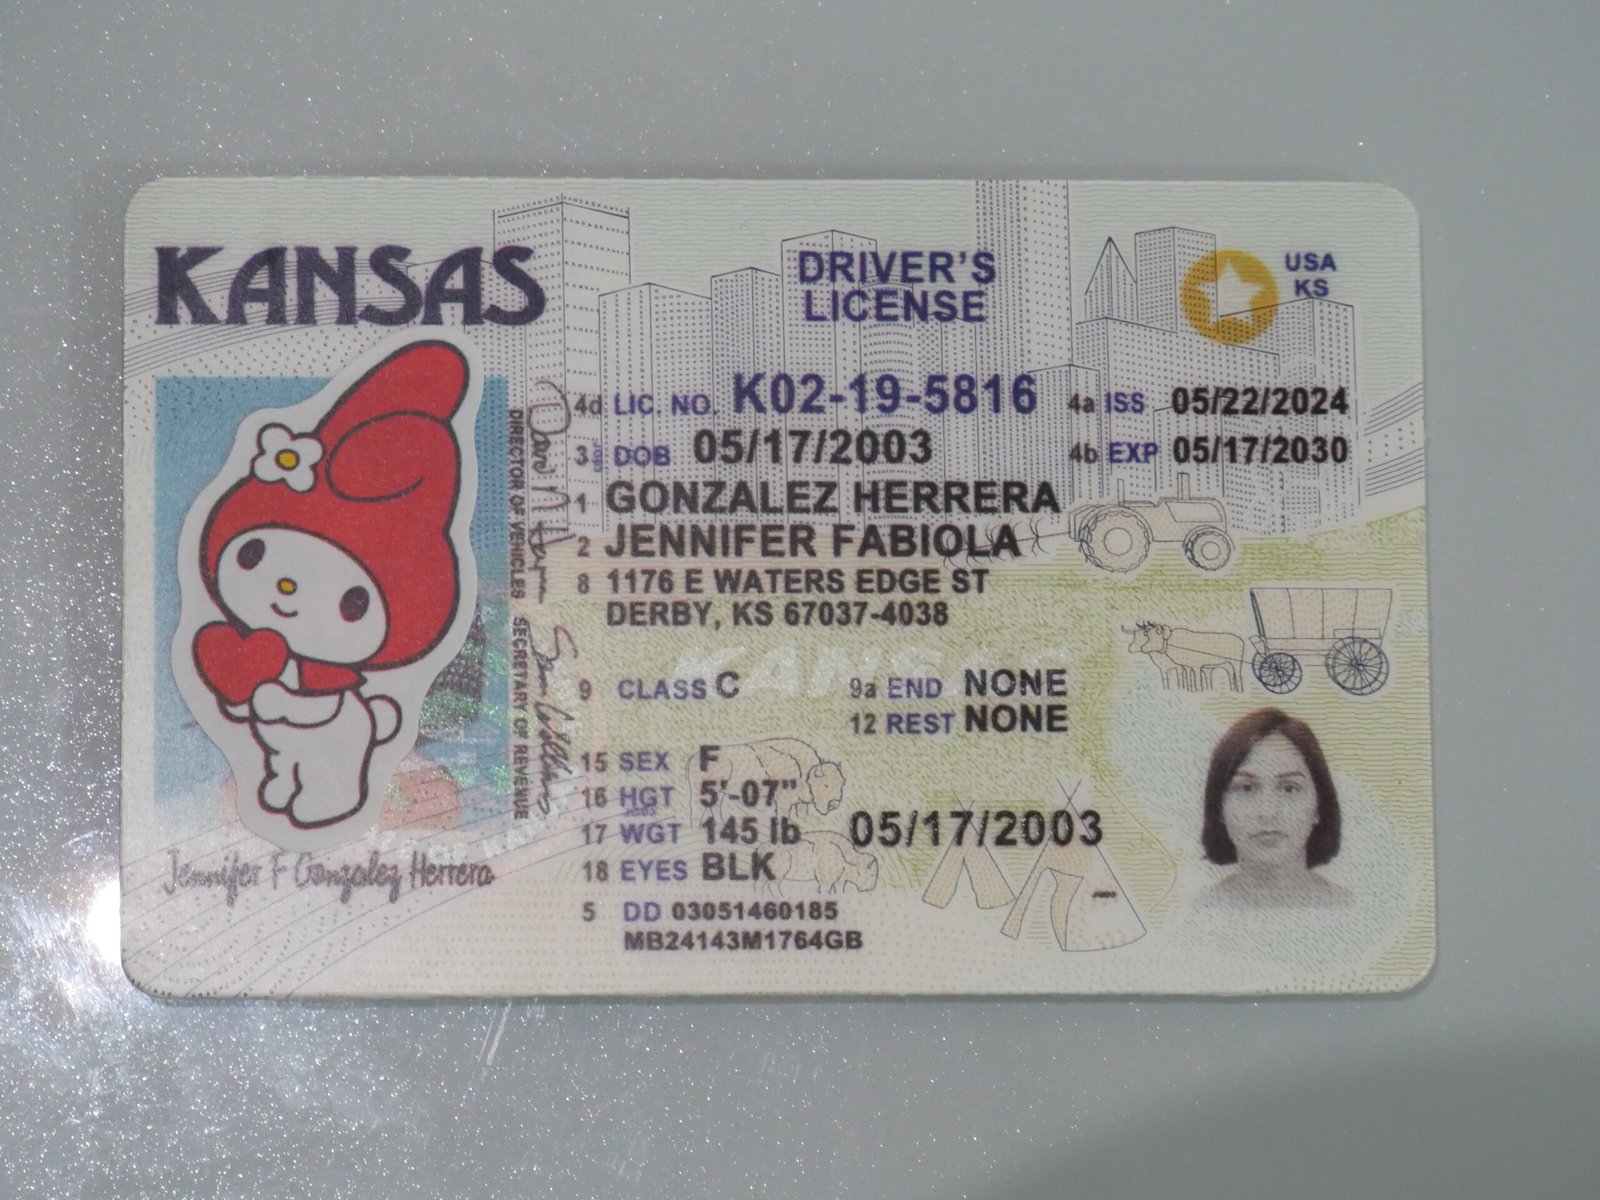 KANSAS
DRIVER'S
LICENSE
USA
KS
4d LIC. NO. K02-19-5816
4a ISS 05/22/2024
3 DOB 05/17/2003
4b EXP 05/17/2030
1 GONZALEZ HERRERA
2 JENNIFER FABIOLA
8 1176 E WATERS EDGE ST
DERBY, KS 67037-4038
KANSAS
9 CLASS C
9a END NONE
12 REST NONE
15 SEX F
16 HGT 5'-07"
17 WGT 145 lb
05/17/2003
18 EYES BLK
5 DD 03051460185
MB24143M1764GB
DIRECTOR OF VEHICLES
SECRETARY OF REVENUE
Jennifer F Gonzalez Herrera